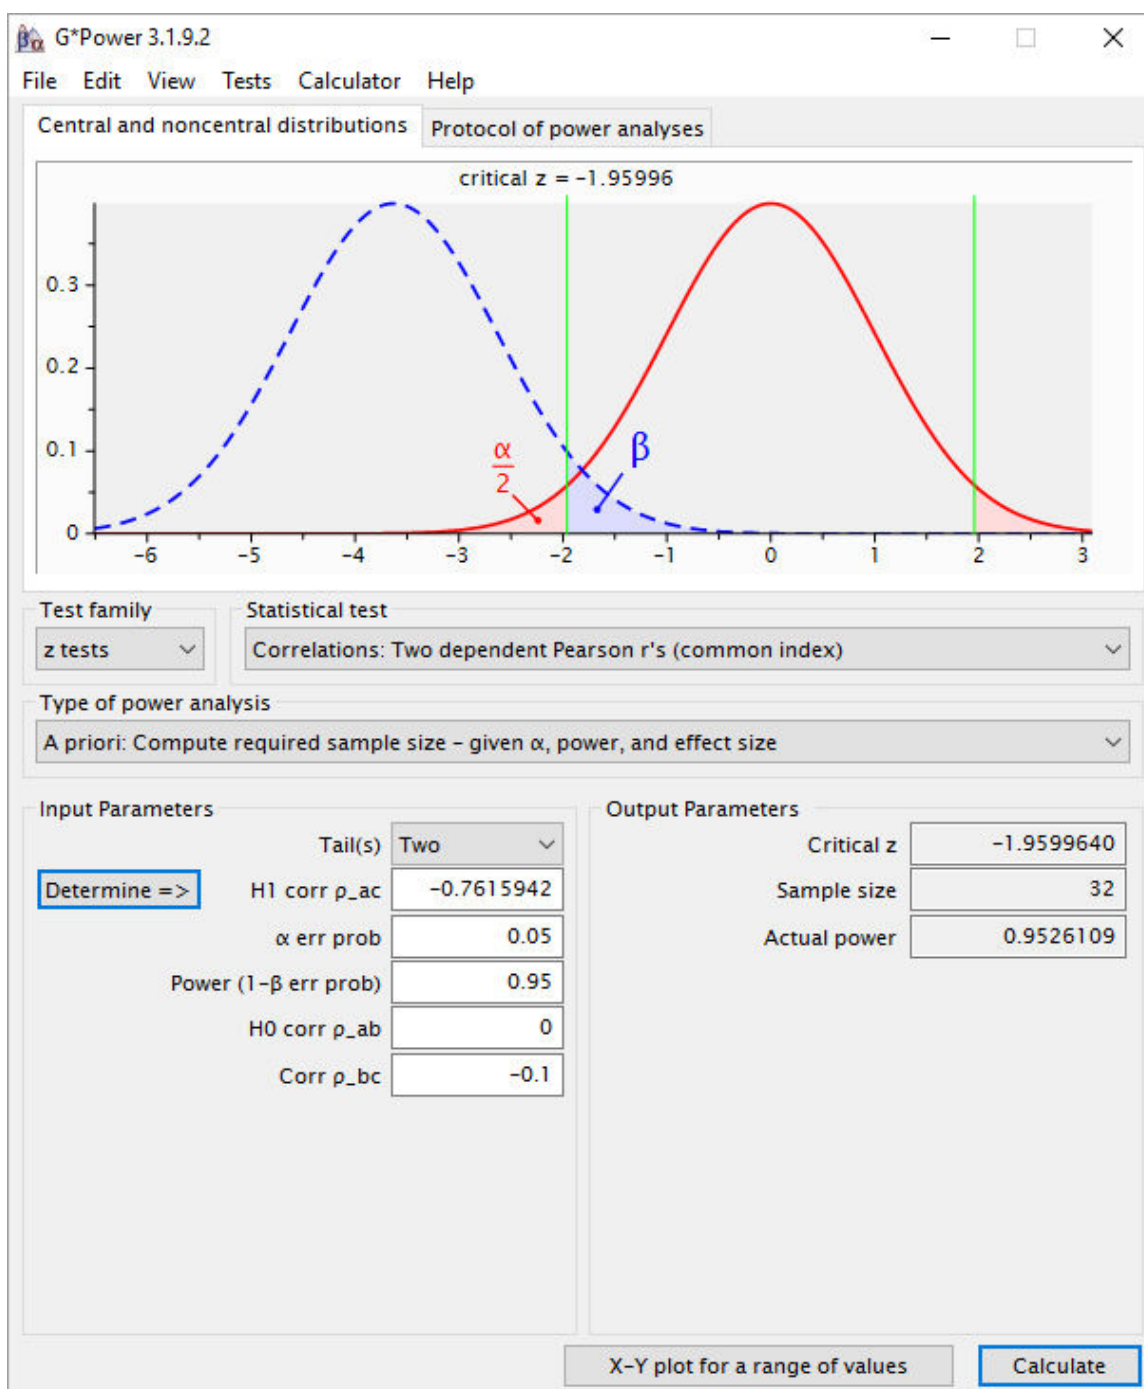 G*Power 3.1.9.2
File Edit View Tests Calculator Help
Central and noncentral distributions Protocol of power analyses
critical z = -1.95996
0.3
0.2
0.1
0
α
2
β
-6 -5 -4 -3 -2 -1 0 1 2 3
Test family Statistical test
z tests Correlations: Two dependent Pearson r's (common index)
Type of power analysis
A priori: Compute required sample size - given α, power, and effect size
Input Parameters Output Parameters
Tail(s) Two Critical z -1.9599640
Determine => H1 corr ρ_ac -0.7615942 Sample size 32
α err prob 0.05 Actual power 0.9526109
Power (1-β err prob) 0.95
H0 corr ρ_ab 0
Corr ρ_bc -0.1
X-Y plot for a range of values Calculate